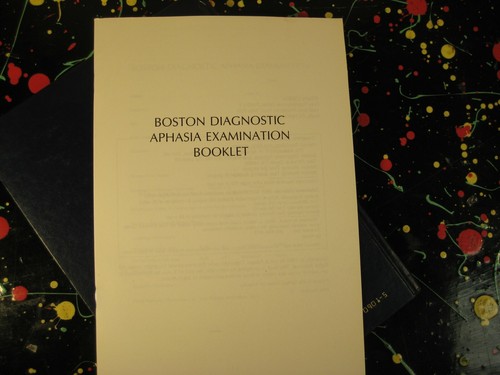 BOSTON DIAGNOSTIC
APHASIA EXAMINATION
BOOKLET